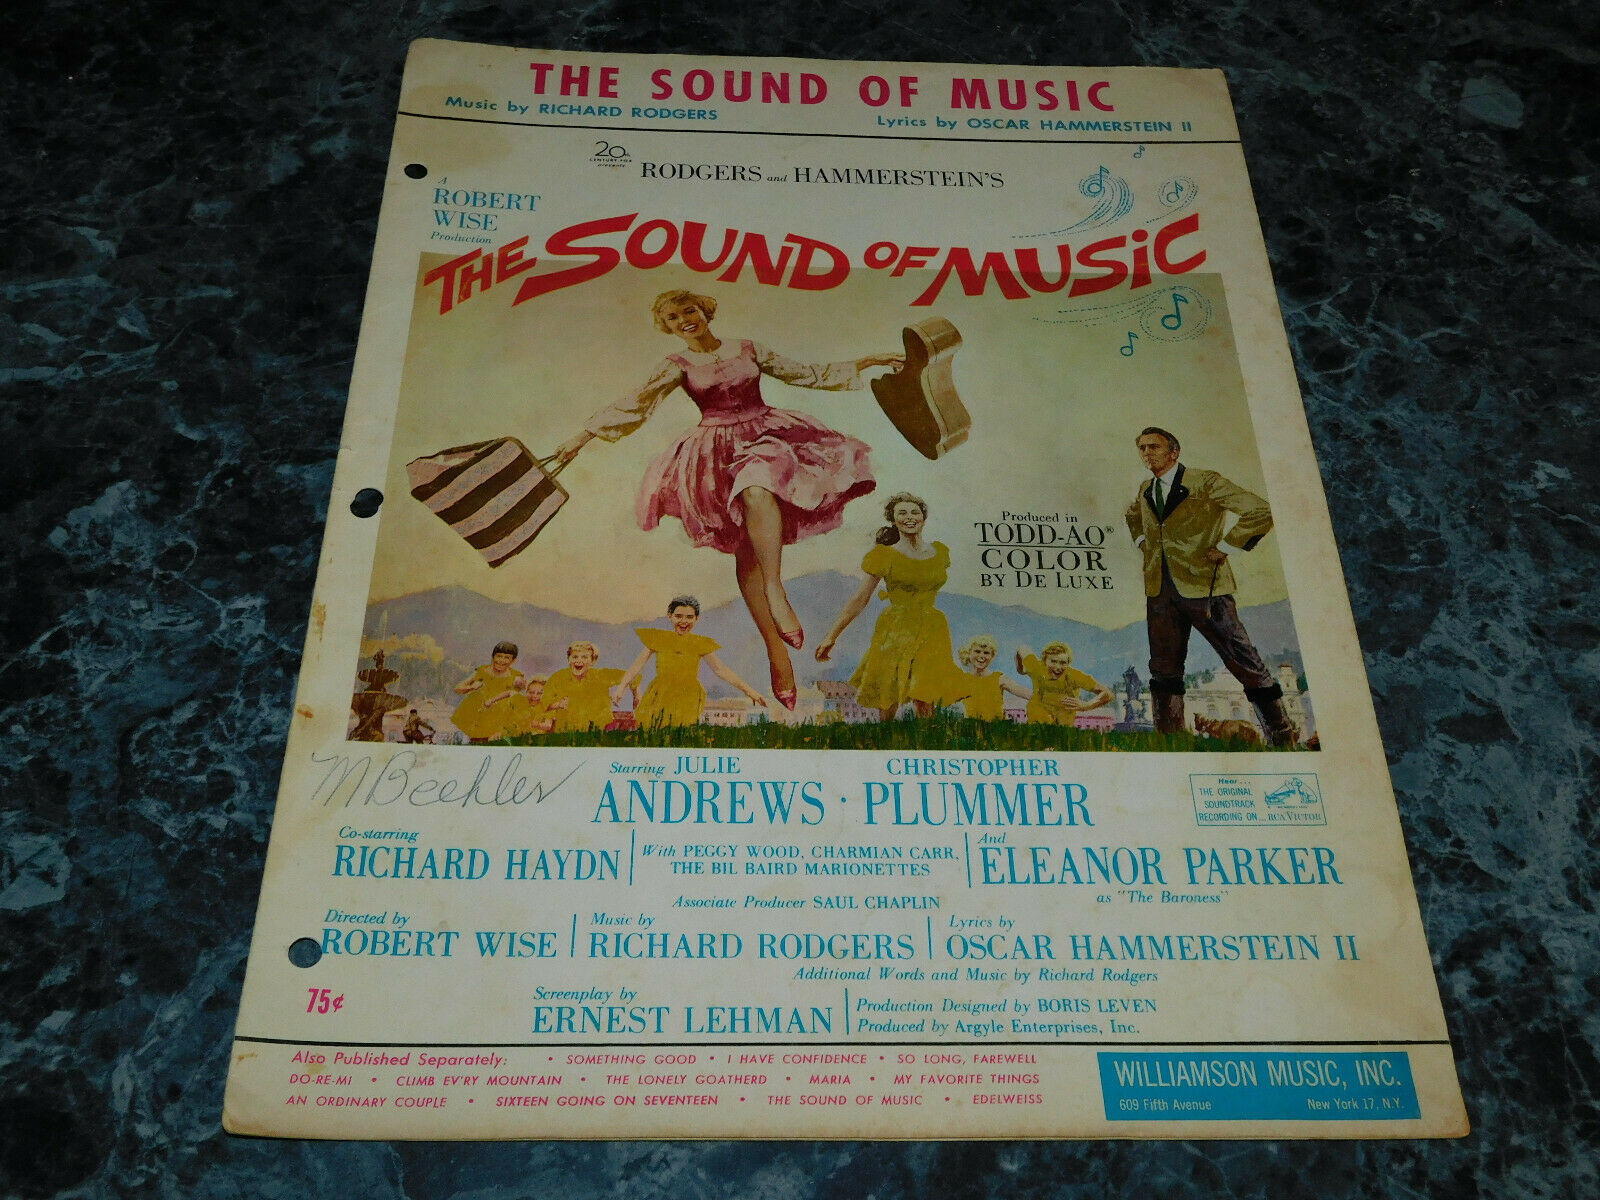 THE SOUND OF MUSIC
Music by RICHARD RODGERS
Lyrics by OSCAR HAMMERSTEIN II
20th
CENTURY-FOX
presents
RODGERS and HAMMERSTEIN'S
A
ROBERT
WISE
Production
THE SOUND OF MUSIC
Produced in
TODD-AO®
COLOR
BY DE LUXE
M Beehler
Starring JULIE
ANDREWS ·
CHRISTOPHER
PLUMMER
Hear...
THE ORIGINAL
SOUNDTRACK
RECORDING ON... RCA VICTOR
Co-starring
RICHARD HAYDN
With PEGGY WOOD, CHARMIAN CARR,
THE BIL BAIRD MARIONETTES
And
ELEANOR PARKER
as "The Baroness"
Associate Producer SAUL CHAPLIN
Directed by
ROBERT WISE
Music by
RICHARD RODGERS
Lyrics by
OSCAR HAMMERSTEIN II
Additional Words and Music by Richard Rodgers
75¢
Screenplay by
ERNEST LEHMAN
Production Designed by BORIS LEVEN
Produced by Argyle Enterprises, Inc.
Also Published Separately: • SOMETHING GOOD • I HAVE CONFIDENCE • SO LONG, FAREWELL
DO-RE-MI • CLIMB EV'RY MOUNTAIN • THE LONELY GOATHERD • MARIA • MY FAVORITE THINGS
AN ORDINARY COUPLE • SIXTEEN GOING ON SEVENTEEN • THE SOUND OF MUSIC • EDELWEISS
WILLIAMSON MUSIC, INC.
609 Fifth Avenue
New York 17, N.Y.